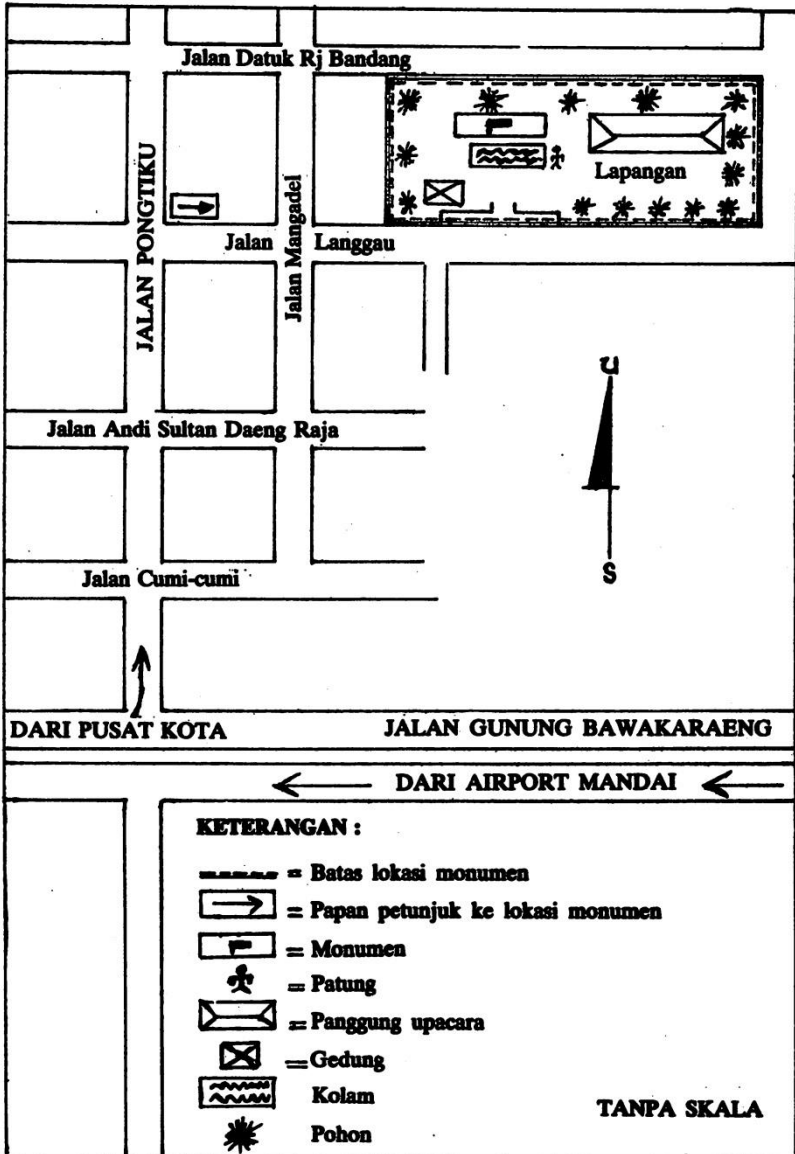 Jalan Datuk Rj Bandang
JALAN PONGTIKU
Jalan Mangadel
Lapangan
Jalan Langgau
Jalan Andi Sultan Daeng Raja
U
S
Jalan Cumi-cumi
DARI PUSAT KOTA
JALAN GUNUNG BAWAKARAENG
DARI AIRPORT MANDAI
KETERANGAN :
= Batas lokasi monumen
= Papan petunjuk ke lokasi monumen
= Monumen
= Patung
= Panggung upacara
= Gedung
Kolam
Pohon
TANPA SKALA